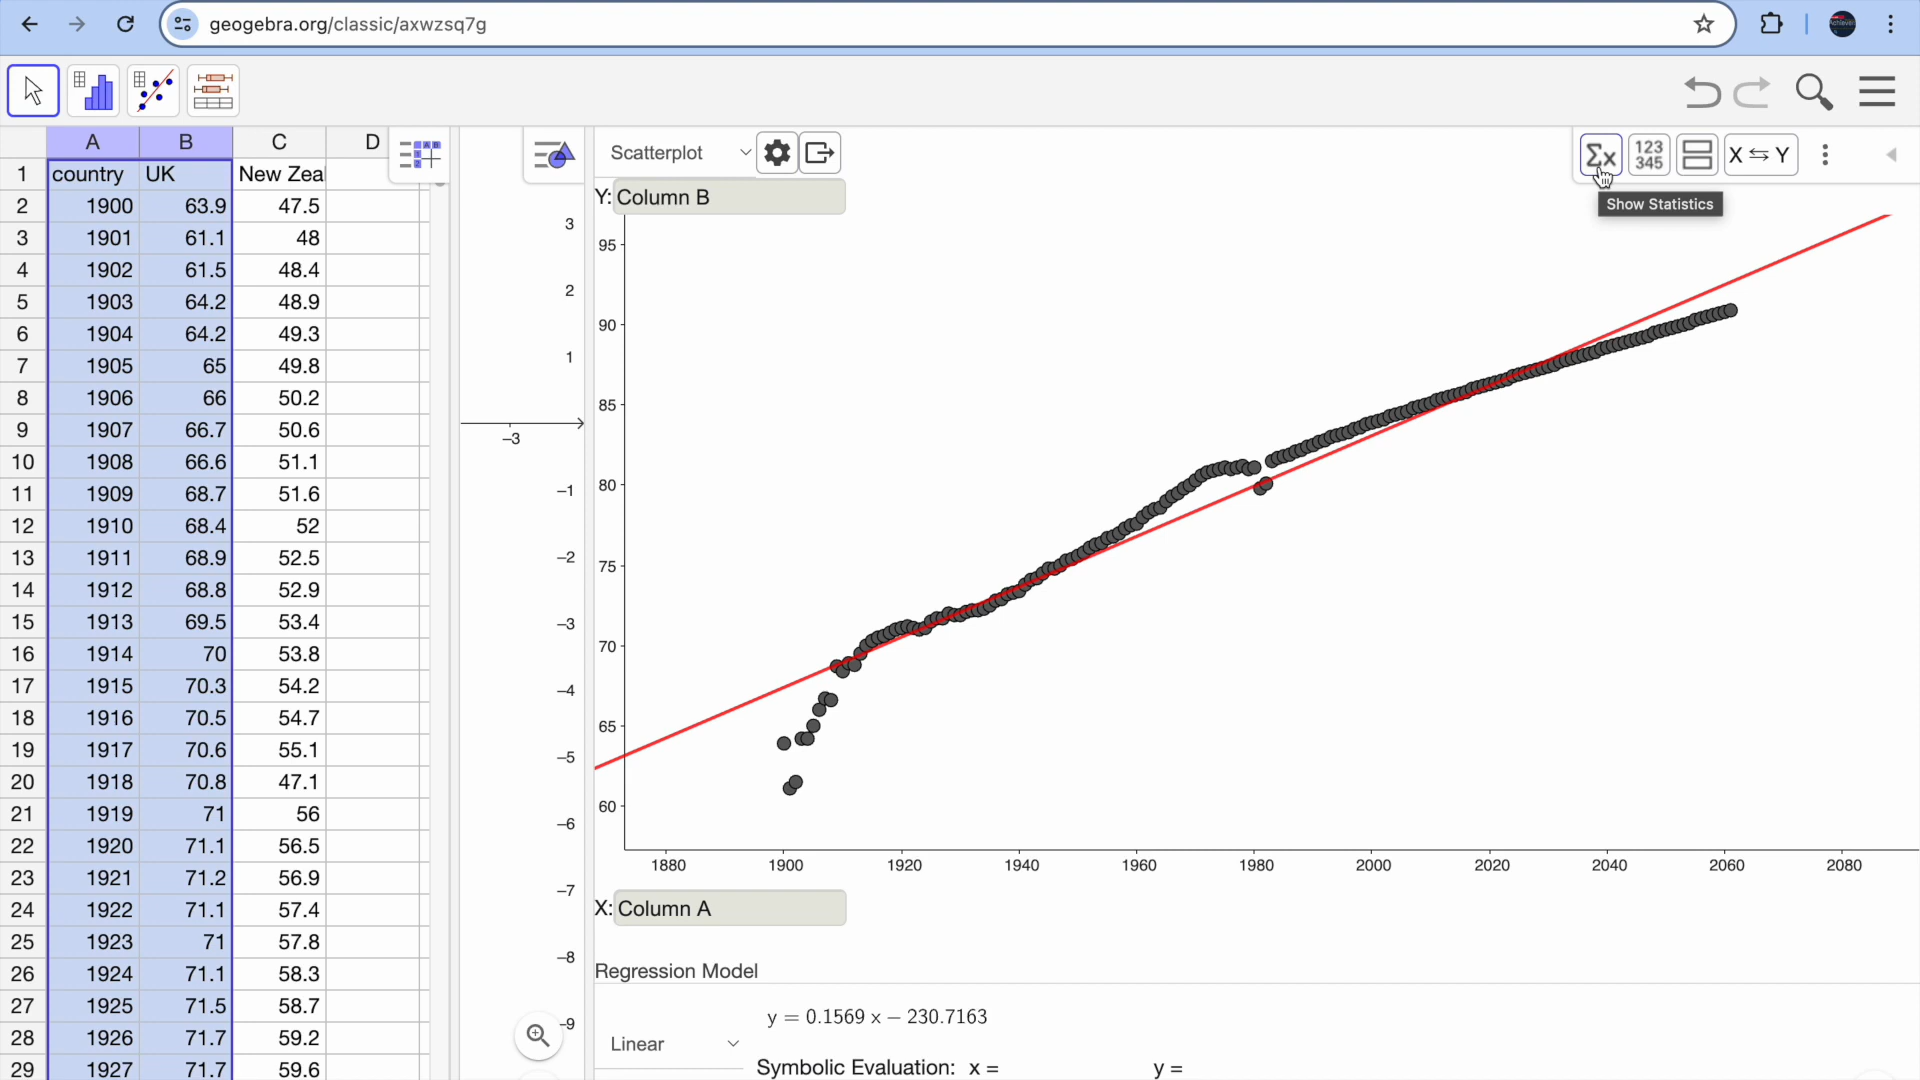 geogebra.org/classic/axwzsq7g
A B C D
1 country UK New Zea
2 1900 63.9 47.5
3 1901 61.1 48
4 1902 61.5 48.4
5 1903 64.2 48.9
6 1904 64.2 49.3
7 1905 65 49.8
8 1906 66 50.2
9 1907 66.7 50.6
10 1908 66.6 51.1
11 1909 68.7 51.6
12 1910 68.4 52
13 1911 68.9 52.5
14 1912 68.8 52.9
15 1913 69.5 53.4
16 1914 70 53.8
17 1915 70.3 54.2
18 1916 70.5 54.7
19 1917 70.6 55.1
20 1918 70.8 47.1
21 1919 71 56
22 1920 71.1 56.5
23 1921 71.2 56.9
24 1922 71.1 57.4
25 1923 71 57.8
26 1924 71.1 58.3
27 1925 71.5 58.7
28 1926 71.7 59.2
29 1927 71.7 59.6
3
2
1
−3
−1
−2
−3
−4
−5
−6
−7
−8
−9
Scatterplot
Σx
123
345
X ⇆ Y
Show Statistics
Y: Column B
95
90
85
80
75
70
65
60
1880 1900 1920 1940 1960 1980 2000 2020 2040 2060 2080
X: Column A
Regression Model
y = 0.1569 x − 230.7163
Linear
Symbolic Evaluation: x = y =